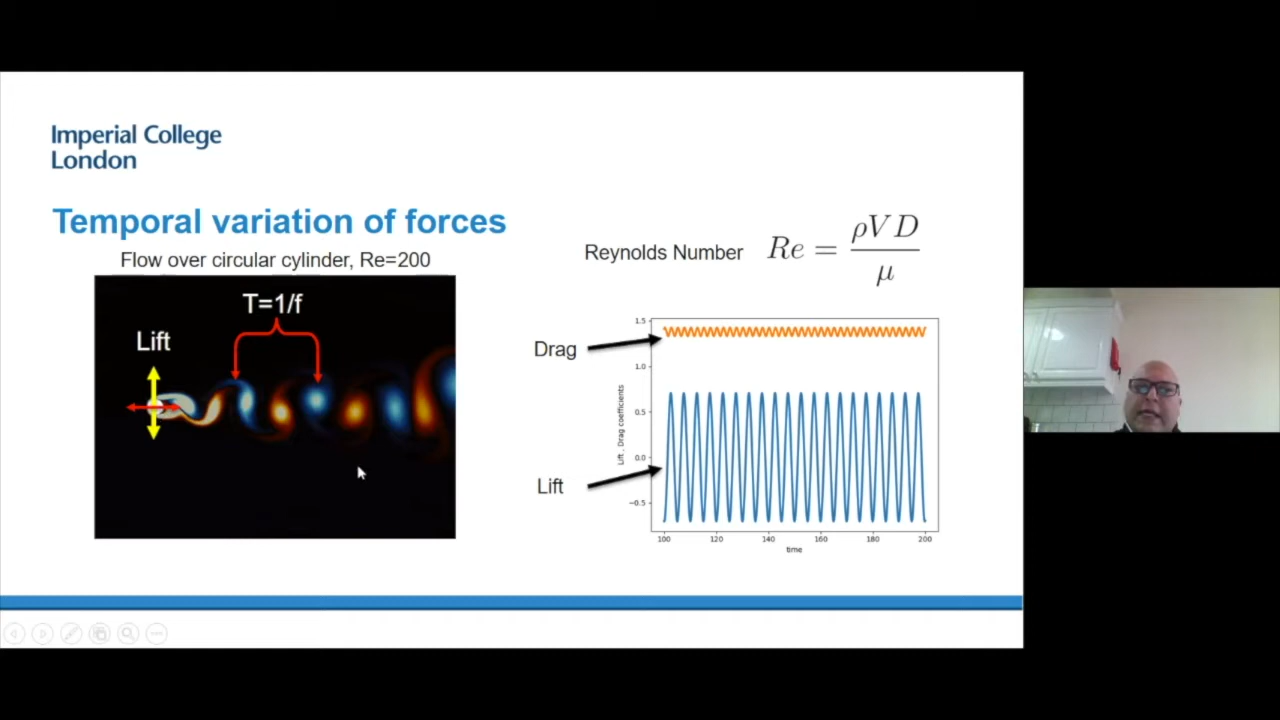 Imperial College
London
Temporal variation of forces
Flow over circular cylinder, Re=200
T=1/f
Lift
Reynolds Number Re = ρVD / μ
Drag
Lift
Lift , Drag coefficients
1.5
1.0
0.5
0.0
−0.5
100 120 140 160 180 200
time